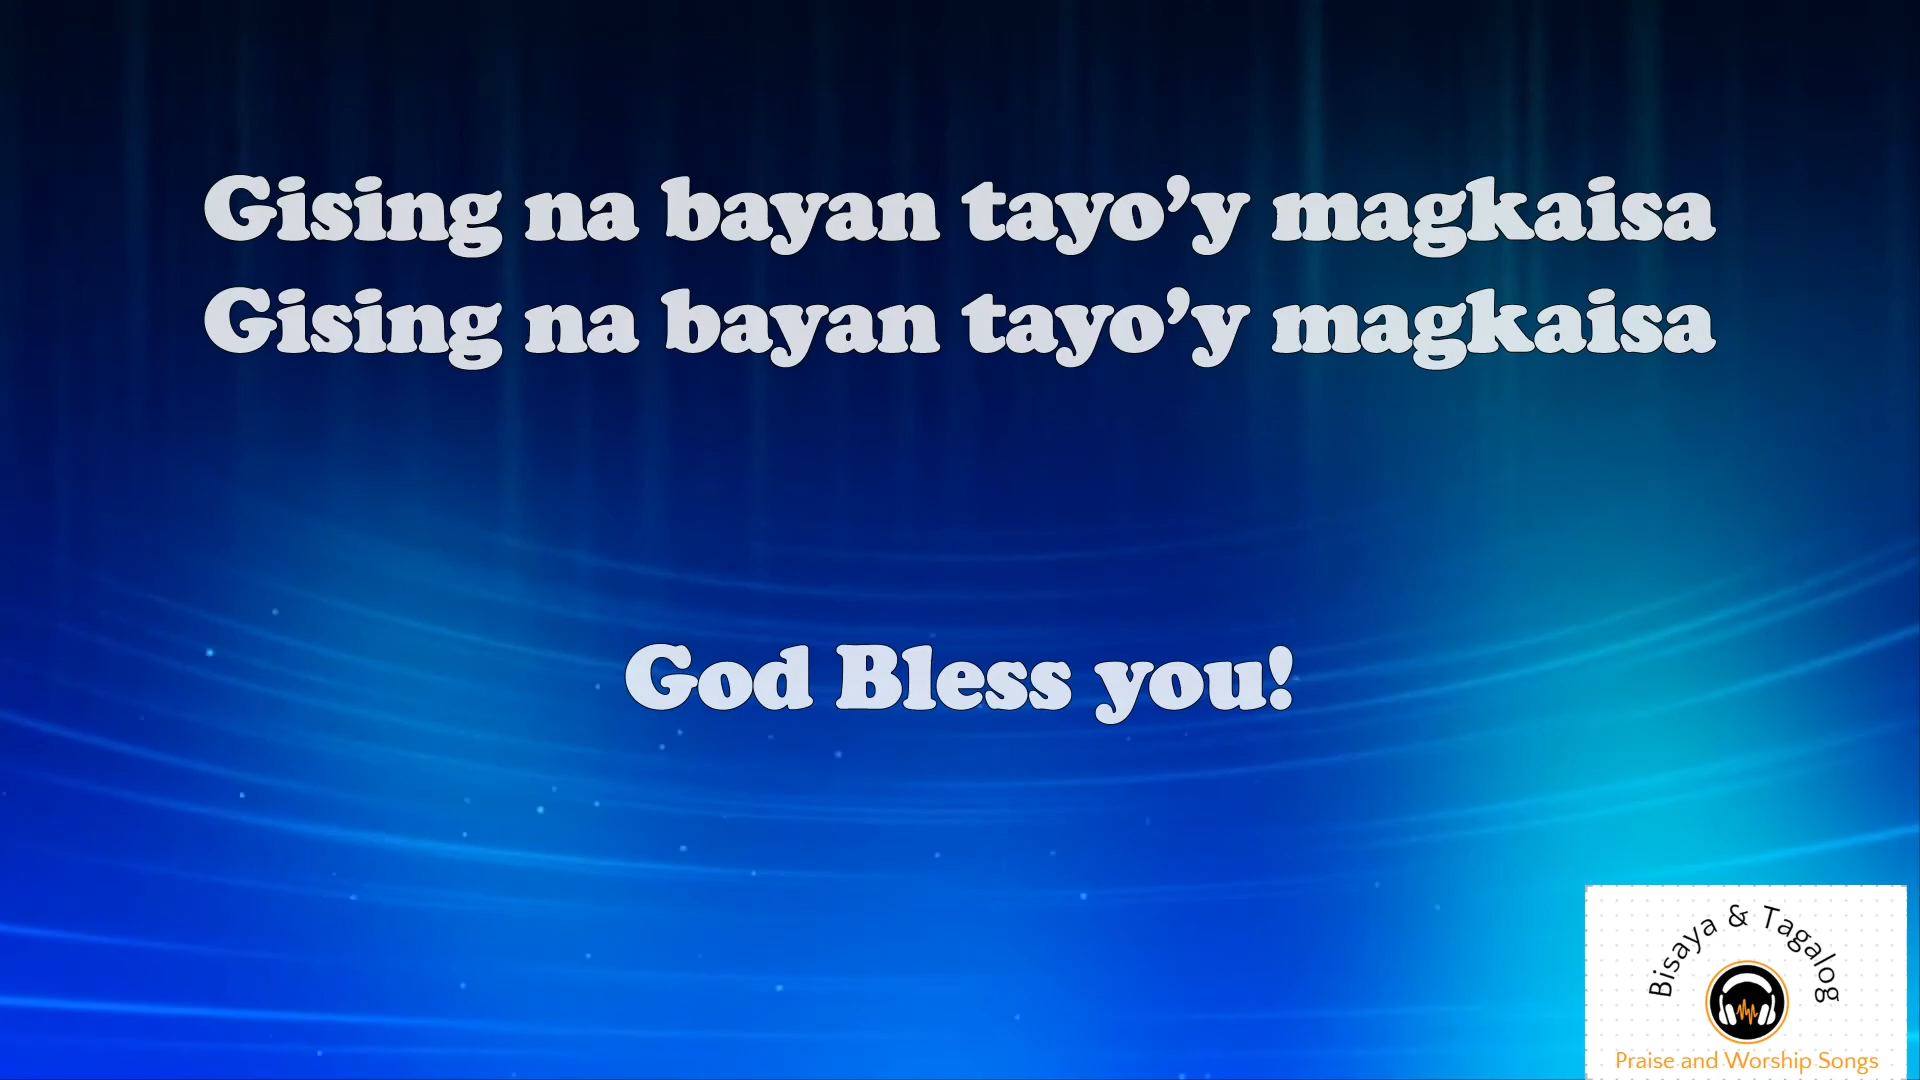 Gising na bayan tayo’y magkaisa
Gising na bayan tayo’y magkaisa
God Bless you!
Bisaya & Tagalog
Praise and Worship Songs